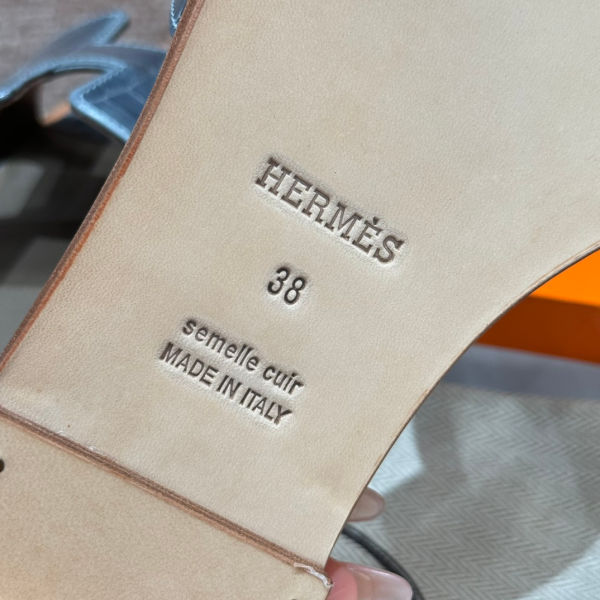 HERMÈS
38
semelle cuir
MADE IN ITALY